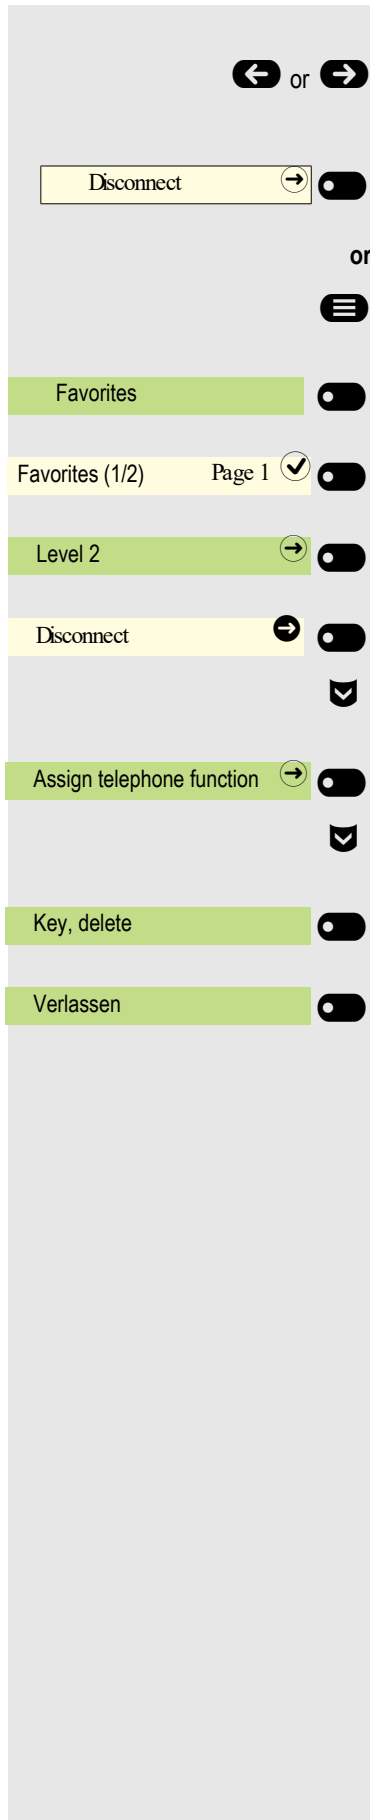 or
Disconnect
or
Favorites
Favorites (1/2) Page 1
Level 2
Disconnect
Assign telephone function
Key, delete
Verlassen